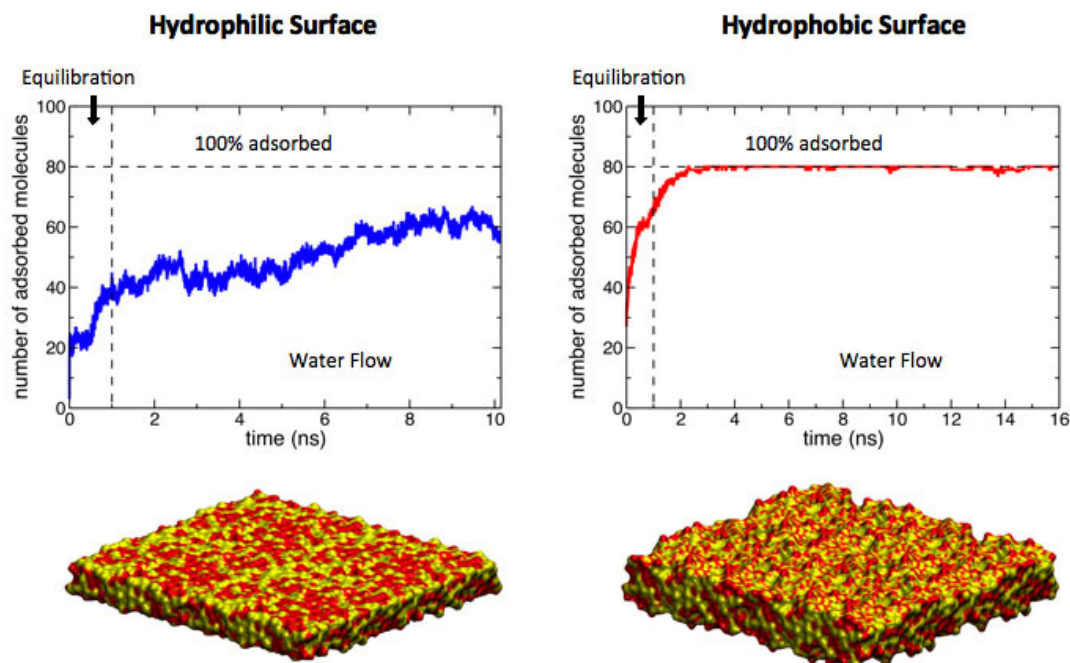 Hydrophilic Surface
Equilibration
100
80
60
40
20
0
number of adsorbed molecules
100% adsorbed
Water Flow
0 2 4 6 8 10
time (ns)
Hydrophobic Surface
Equilibration
100
80
60
40
20
0
number of adsorbed molecules
100% adsorbed
Water Flow
0 2 4 6 8 10 12 14 16
time (ns)